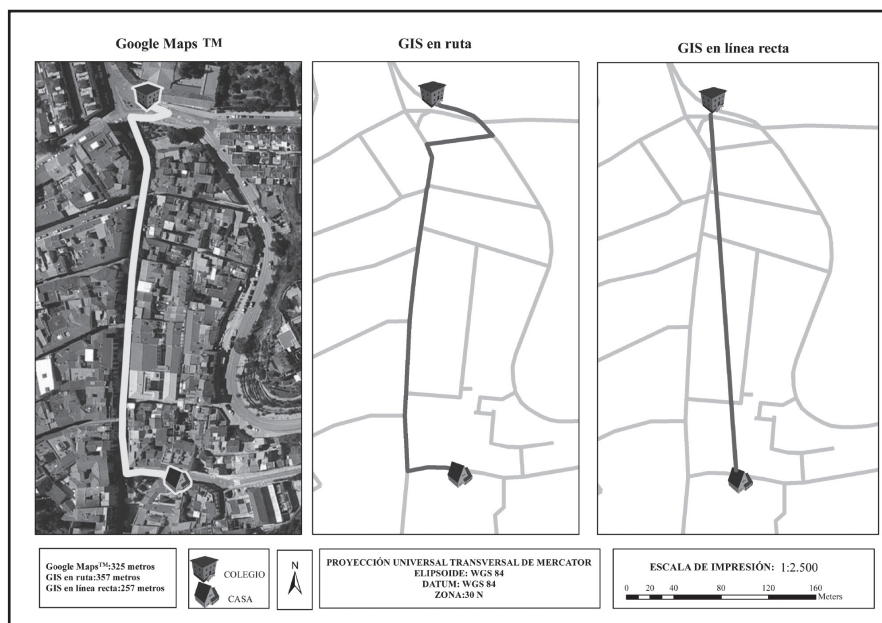 Google Maps TM
GIS en ruta
GIS en línea recta
Google Maps™:325 metros
GIS en ruta:357 metros
GIS en línea recta:257 metros
COLEGIO
CASA
N
PROYECCIÓN UNIVERSAL TRANSVERSAL DE MERCATOR
ELIPSOIDE: WGS 84
DATUM: WGS 84
ZONA:30 N
ESCALA DE IMPRESIÓN: 1:2.500
0 20 40 80 120 160
Meters